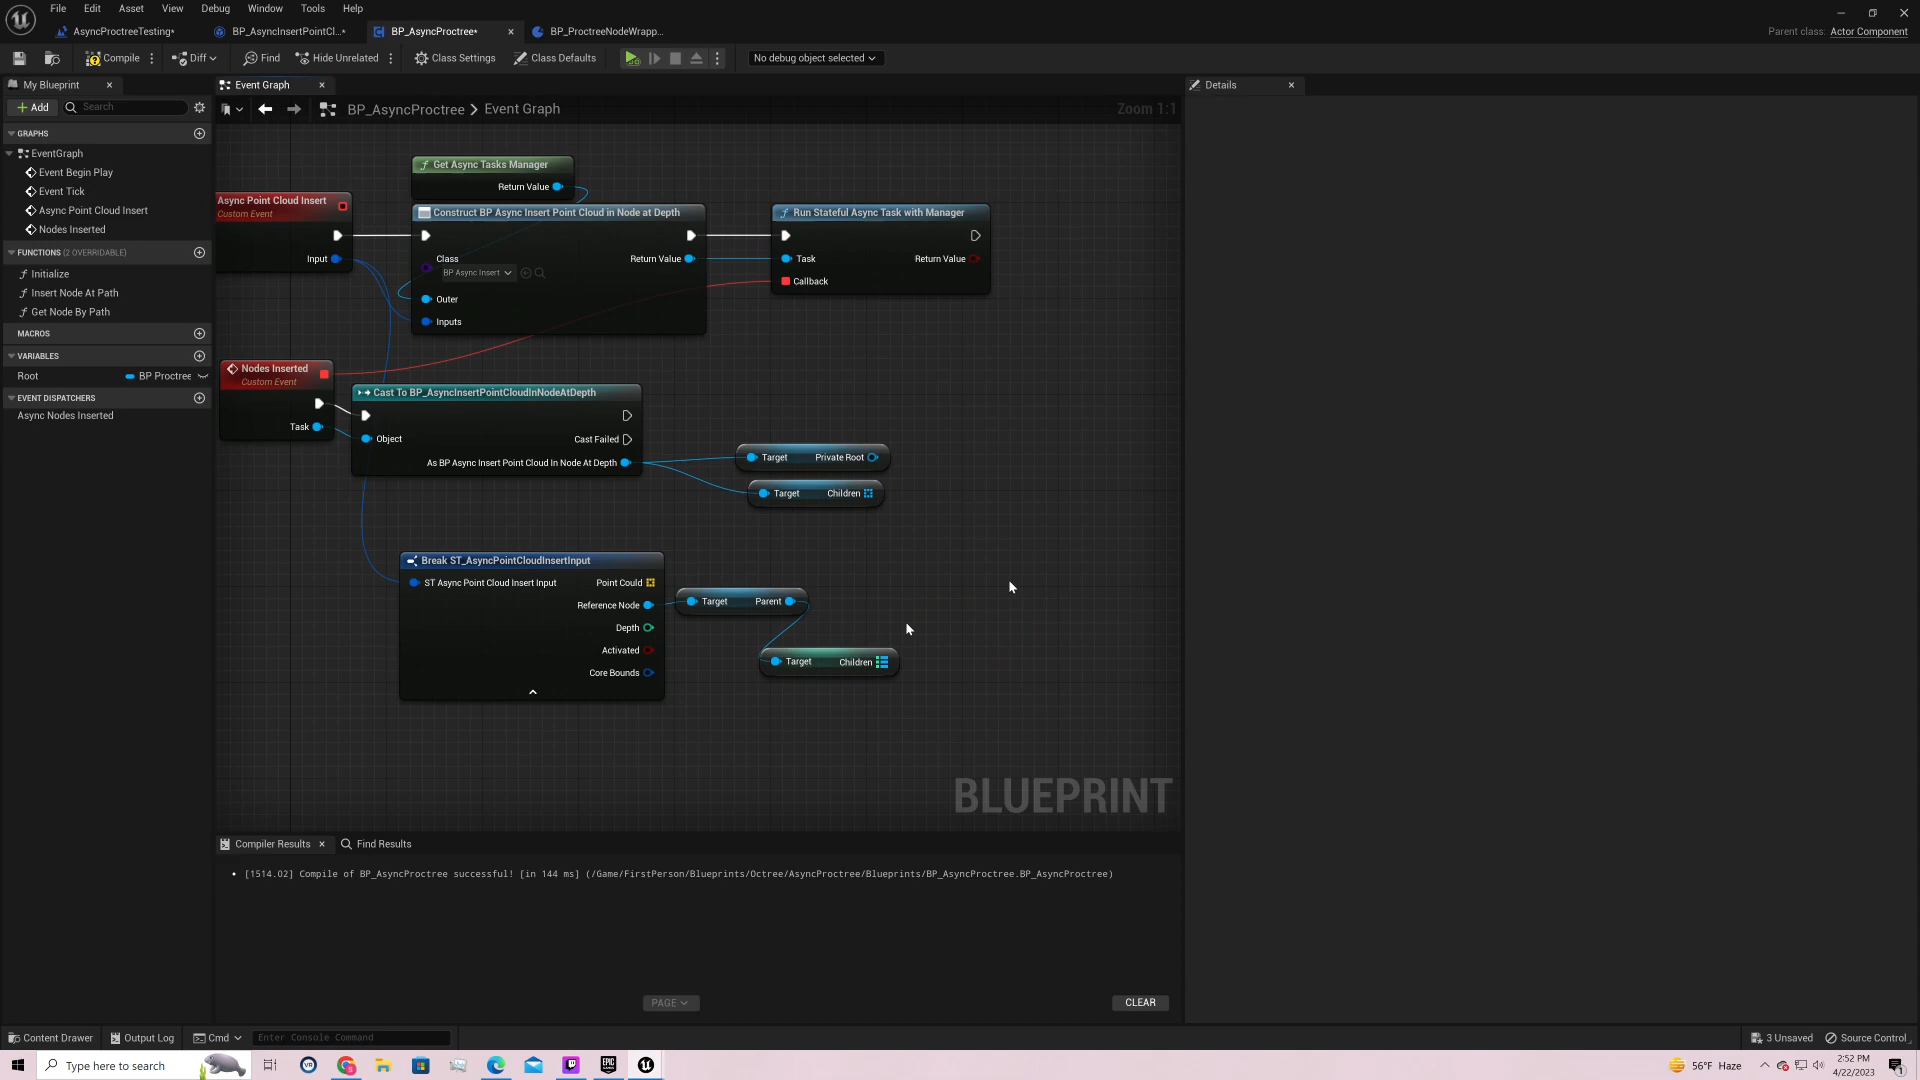 File Edit Asset View Debug Window Tools Help
AsyncProctreeTesting* BP_AsyncInsertPointCl...* BP_AsyncProctree* BP_ProctreeNodeWrapp...
Parent class: Actor Component
Compile Diff Find Hide Unrelated Class Settings Class Defaults No debug object selected
My Blueprint Event Graph Details
Add Search BP_AsyncProctree > Event Graph Zoom 1:1
GRAPHS
EventGraph
Event Begin Play
Event Tick
Async Point Cloud Insert
Nodes Inserted
FUNCTIONS (2 OVERRIDABLE)
Initialize
Insert Node At Path
Get Node By Path
MACROS
VARIABLES
Root BP Proctree
EVENT DISPATCHERS
Async Nodes Inserted
Get Async Tasks Manager
Return Value
Async Point Cloud Insert
Custom Event
Input
Construct BP Async Insert Point Cloud in Node at Depth
Class Return Value
BP Async Insert
Outer
Inputs
Run Stateful Async Task with Manager
Task Return Value
Callback
Nodes Inserted
Custom Event
Task
Cast To BP_AsyncInsertPointCloudInNodeAtDepth
Object Cast Failed
As BP Async Insert Point Cloud In Node At Depth
Target Private Root
Target Children
Break ST_AsyncPointCloudInsertInput
ST Async Point Cloud Insert Input Point Could
Reference Node
Depth
Activated
Core Bounds
Target Parent
Target Children
BLUEPRINT
Compiler Results Find Results
[1514.02] Compile of BP_AsyncProctree successful! [in 144 ms] (/Game/FirstPerson/Blueprints/Octree/AsyncProctree/Blueprints/BP_AsyncProctree.BP_AsyncProctree)
PAGE CLEAR
Content Drawer Output Log Cmd Enter Console Command 3 Unsaved Source Control
Type here to search 56°F Haze 2:52 PM
4/22/2023